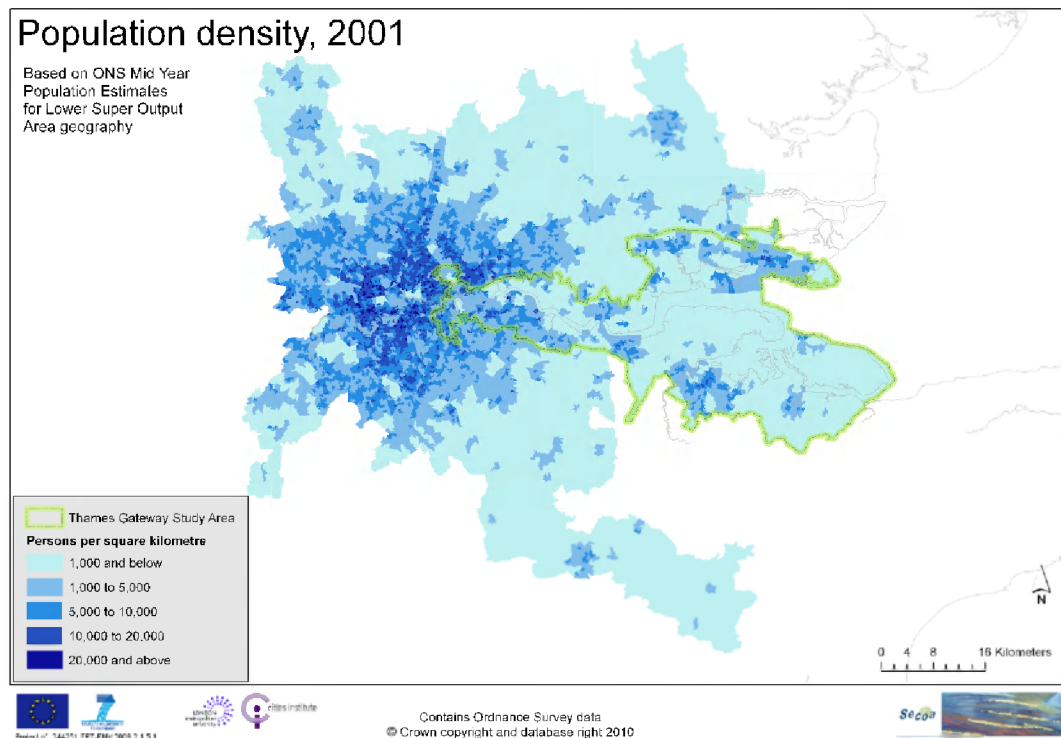 Population density, 2001
Based on ONS Mid Year
Population Estimates
for Lower Super Output
Area geography
Thames Gateway Study Area
Persons per square kilometre
1,000 and below
1,000 to 5,000
5,000 to 10,000
10,000 to 20,000
20,000 and above
N
0 4 8 16 Kilometers
LONDON
metropolitan
university
cities institute
Contains Ordnance Survey data
© Crown copyright and database right 2010
Secoa